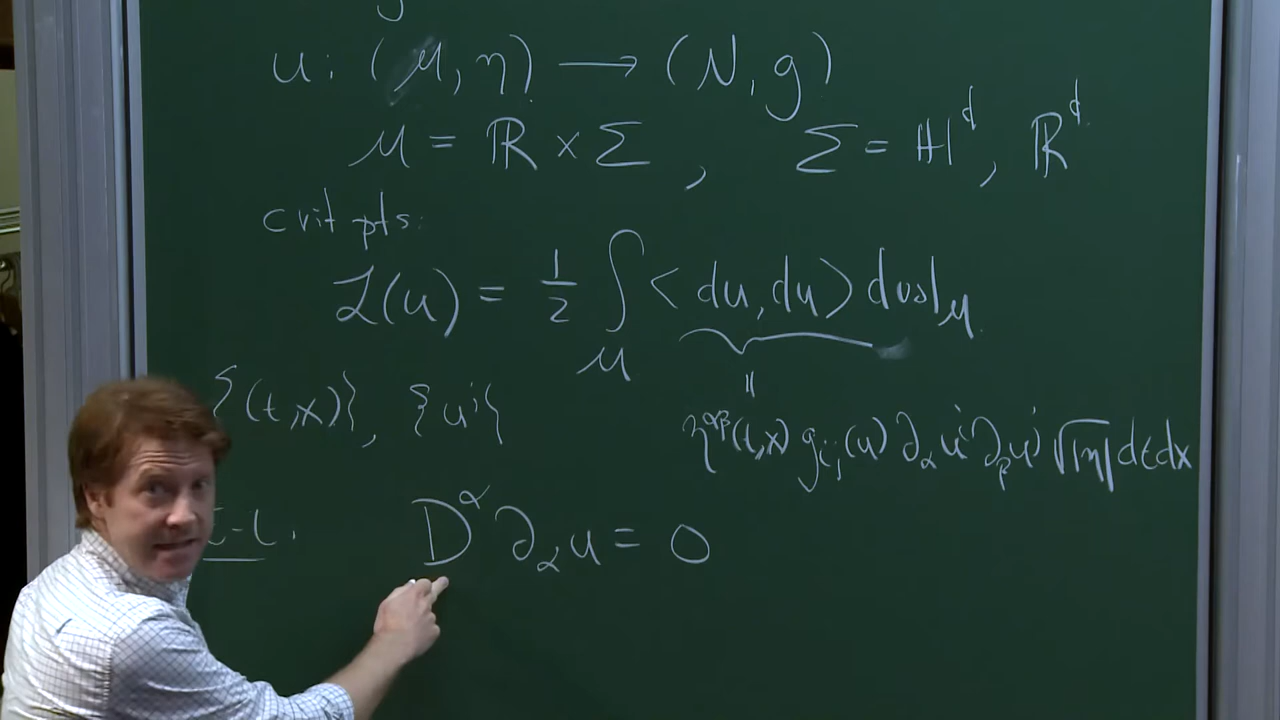 u: (M, η) ⟶ (N, g)
M = ℝ × Σ , Σ = ℍ^d, ℝ^d
crit pts:
ℒ(u) = 1/2 ∫_M <du, du> dvol_M
{(t,x)}, {u^i} η^{αβ}(t,x) g_{ij}(u) ∂_α u^i ∂_β u^j √|η| dt dx
-L. D^α ∂_α u = 0